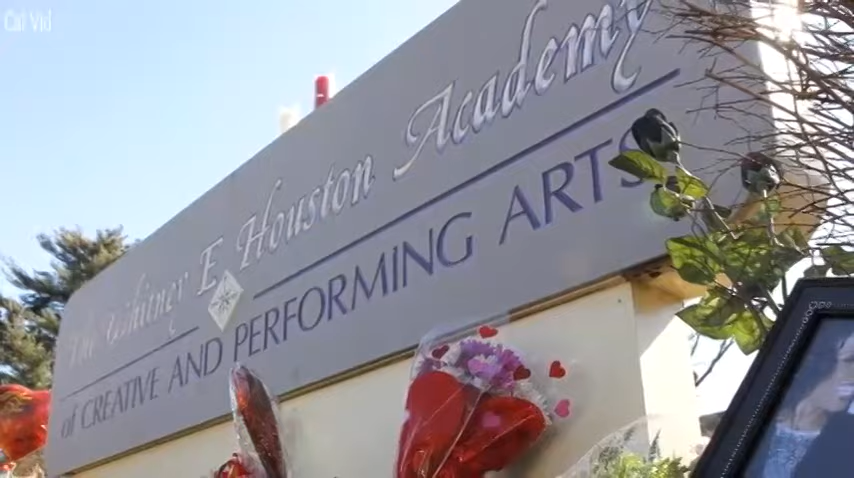 Cal Vid
The Whitney E Houston Academy
of CREATIVE AND PERFORMING ARTS